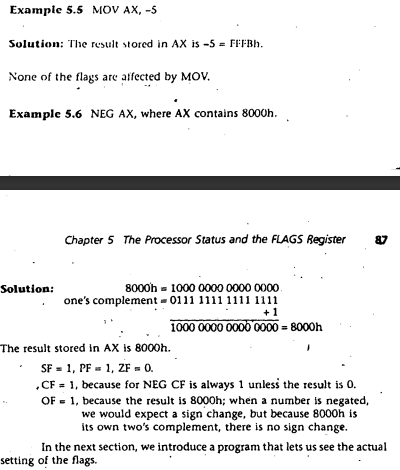 Example 5.5 MOV AX, –5
Solution: The result stored in AX is –5 = FFFBh.
None of the flags are affected by MOV.
Example 5.6 NEG AX, where AX contains 8000h.
Chapter 5 The Processor Status and the FLAGS Register 87
Solution: 8000h = 1000 0000 0000 0000
one's complement = 0111 1111 1111 1111
+ 1
1000 0000 0000 0000 = 8000h
The result stored in AX is 8000h.
SF = 1, PF = 1, ZF = 0.
CF = 1, because for NEG CF is always 1 unless the result is 0.
OF = 1, because the result is 8000h; when a number is negated,
we would expect a sign change, but because 8000h is
its own two's complement, there is no sign change.
In the next section, we introduce a program that lets us see the actual
setting of the flags.